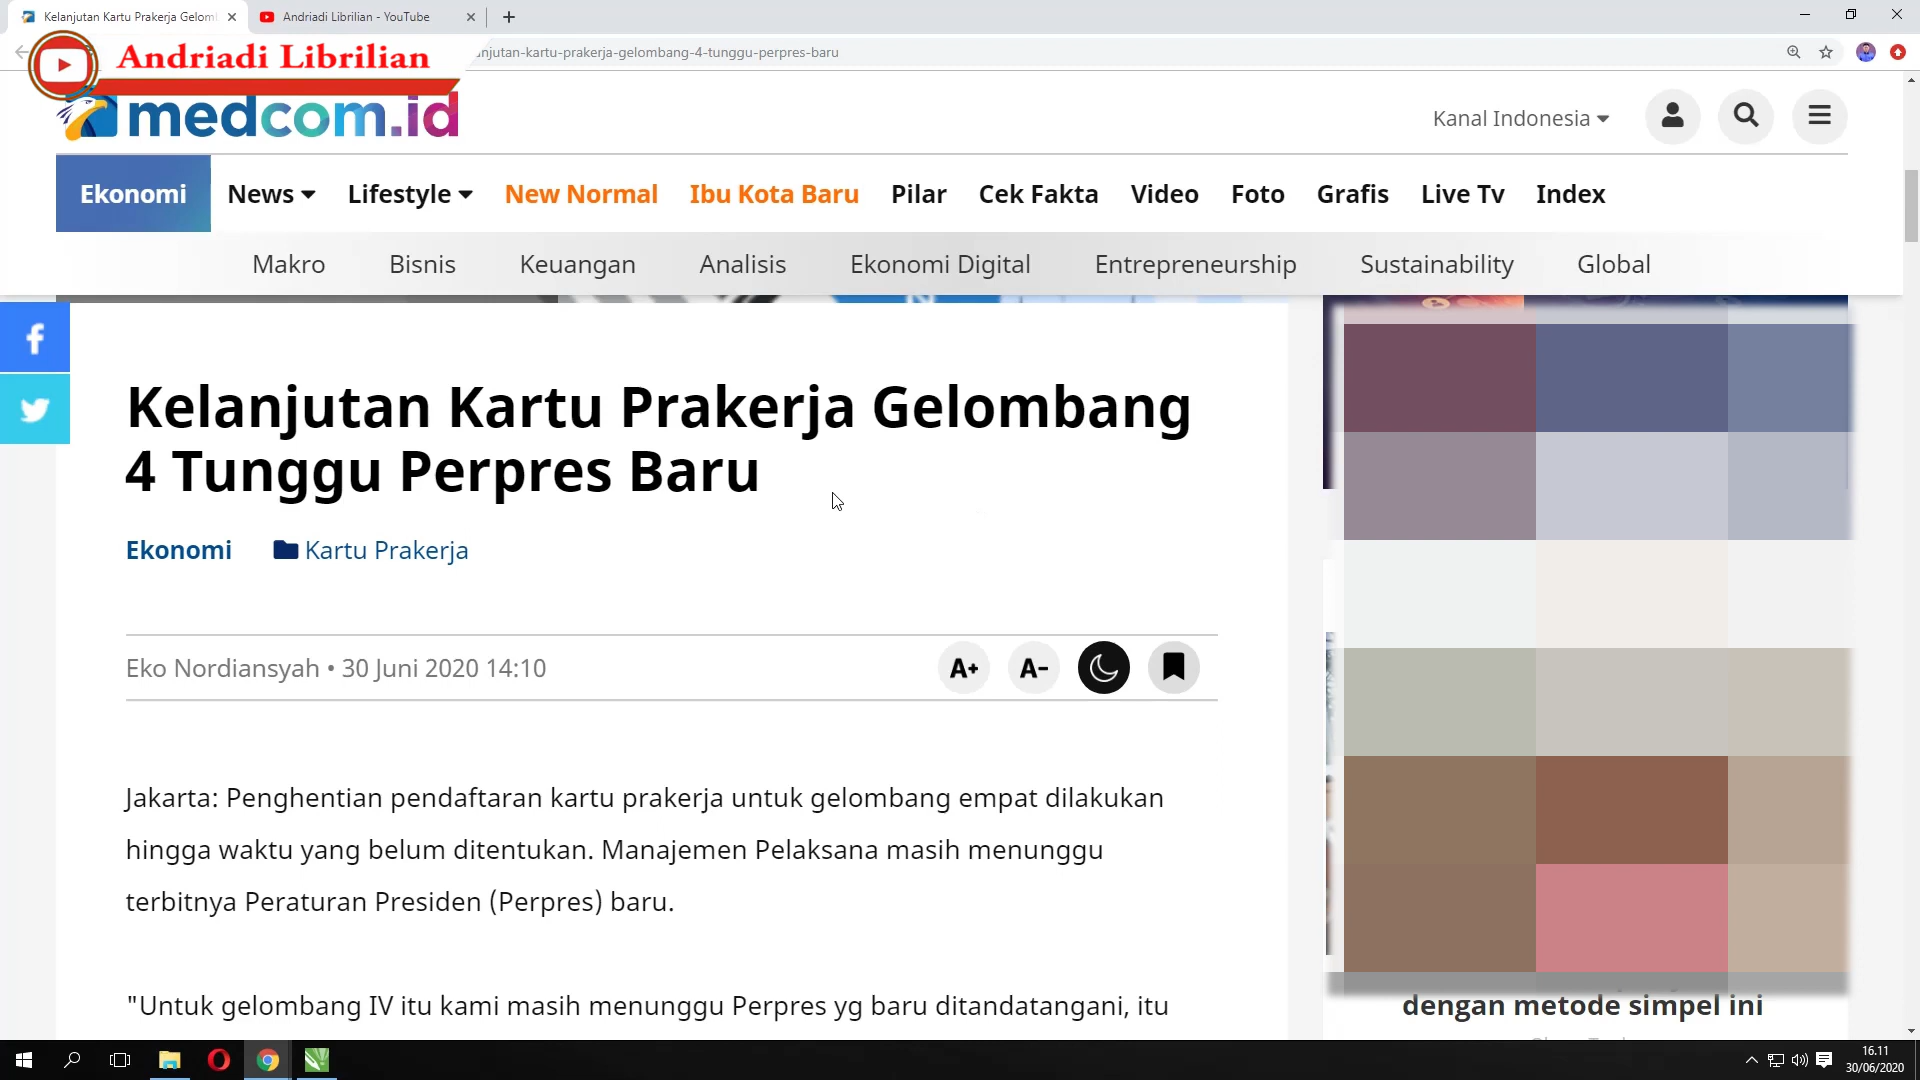 Kelanjutan Kartu Prakerja Gelom
Andriadi Librilian - YouTube
Andriadi Librilian
njutan-kartu-prakerja-gelombang-4-tunggu-perpres-baru
medcom.id
Kanal Indonesia
Ekonomi News Lifestyle New Normal Ibu Kota Baru Pilar Cek Fakta Video Foto Grafis Live Tv Index
Makro Bisnis Keuangan Analisis Ekonomi Digital Entrepreneurship Sustainability Global
Kelanjutan Kartu Prakerja Gelombang
4 Tunggu Perpres Baru
Ekonomi Kartu Prakerja
Eko Nordiansyah • 30 Juni 2020 14:10
A+ A-
Jakarta: Penghentian pendaftaran kartu prakerja untuk gelombang empat dilakukan
hingga waktu yang belum ditentukan. Manajemen Pelaksana masih menunggu
terbitnya Peraturan Presiden (Perpres) baru.
"Untuk gelombang IV itu kami masih menunggu Perpres yg baru ditandatangani, itu
dengan metode simpel ini
16.11
30/06/2020